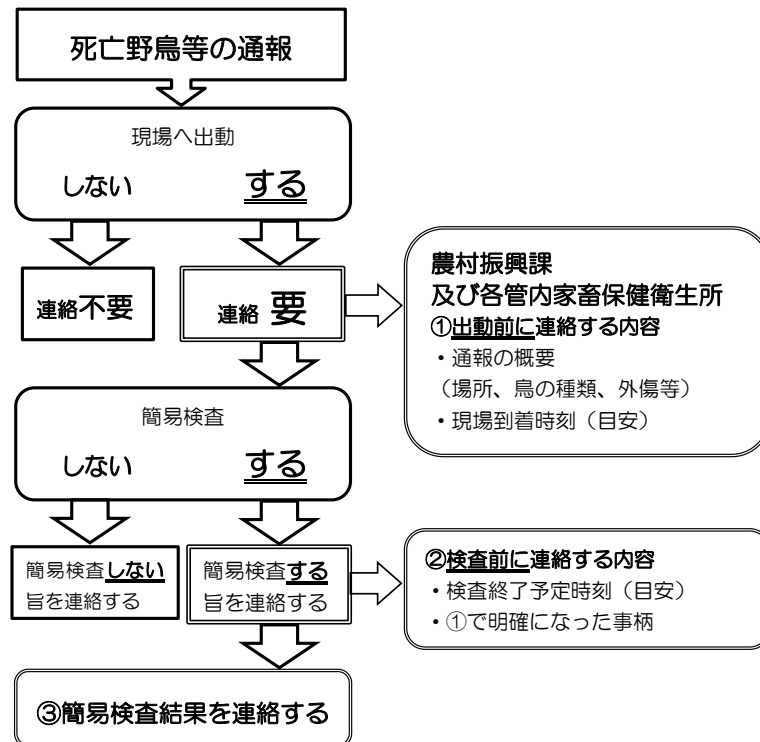 死亡野鳥等の通報
現場へ出動
しない する
連絡不要
連絡 要
農村振興課
及び各管内家畜保健衛生所
①出動前に連絡する内容
・通報の概要
（場所、鳥の種類、外傷等）
・現場到着時刻（目安）
簡易検査
しない する
簡易検査しない
旨を連絡する
簡易検査する
旨を連絡する
②検査前に連絡する内容
・検査終了予定時刻（目安）
・①で明確になった事柄
③簡易検査結果を連絡する